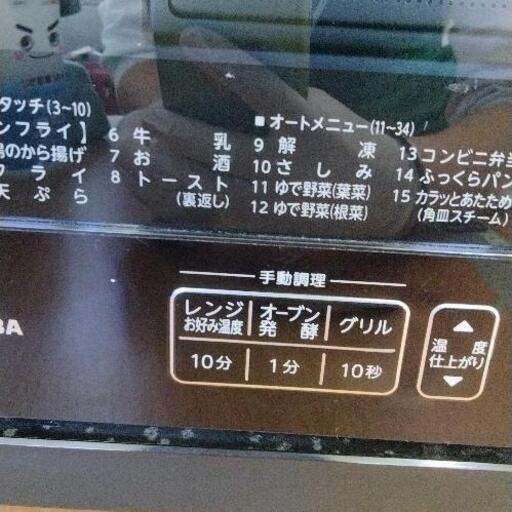 タッチ(3~10)
ンフライ】
鶏のから揚げ
フライ
天ぷら
6 牛乳
7 お酒
8 トースト
(裏返し)
■ オートメニュー(11~34)
9 解凍
10 さしみ
11 ゆで野菜(葉菜)
12 ゆで野菜(根菜)
13 コンビニ弁当
14 ふっくらパン
15 カラッとあたため
(角皿スチーム)
手動調理
レンジ
お好み温度
オーブン
発酵
グリル
10分
1分
10秒
温度
仕上がり
BA